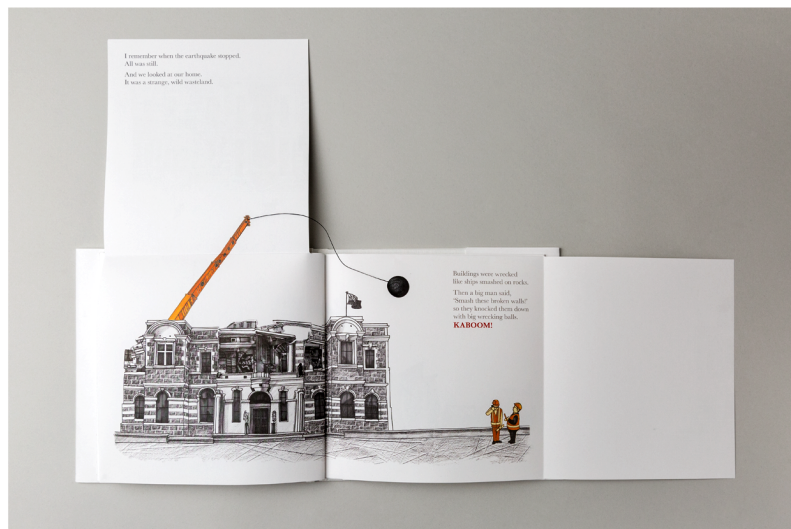 I remember when the earthquake stopped.
All was still.
And we looked at our home.
It was a strange, wild wasteland.
Buildings were wrecked
like ships smashed on rocks.
Then a big man said,
'Smash these broken walls!'
so they knocked them down
with big wrecking balls.
KABOOM!